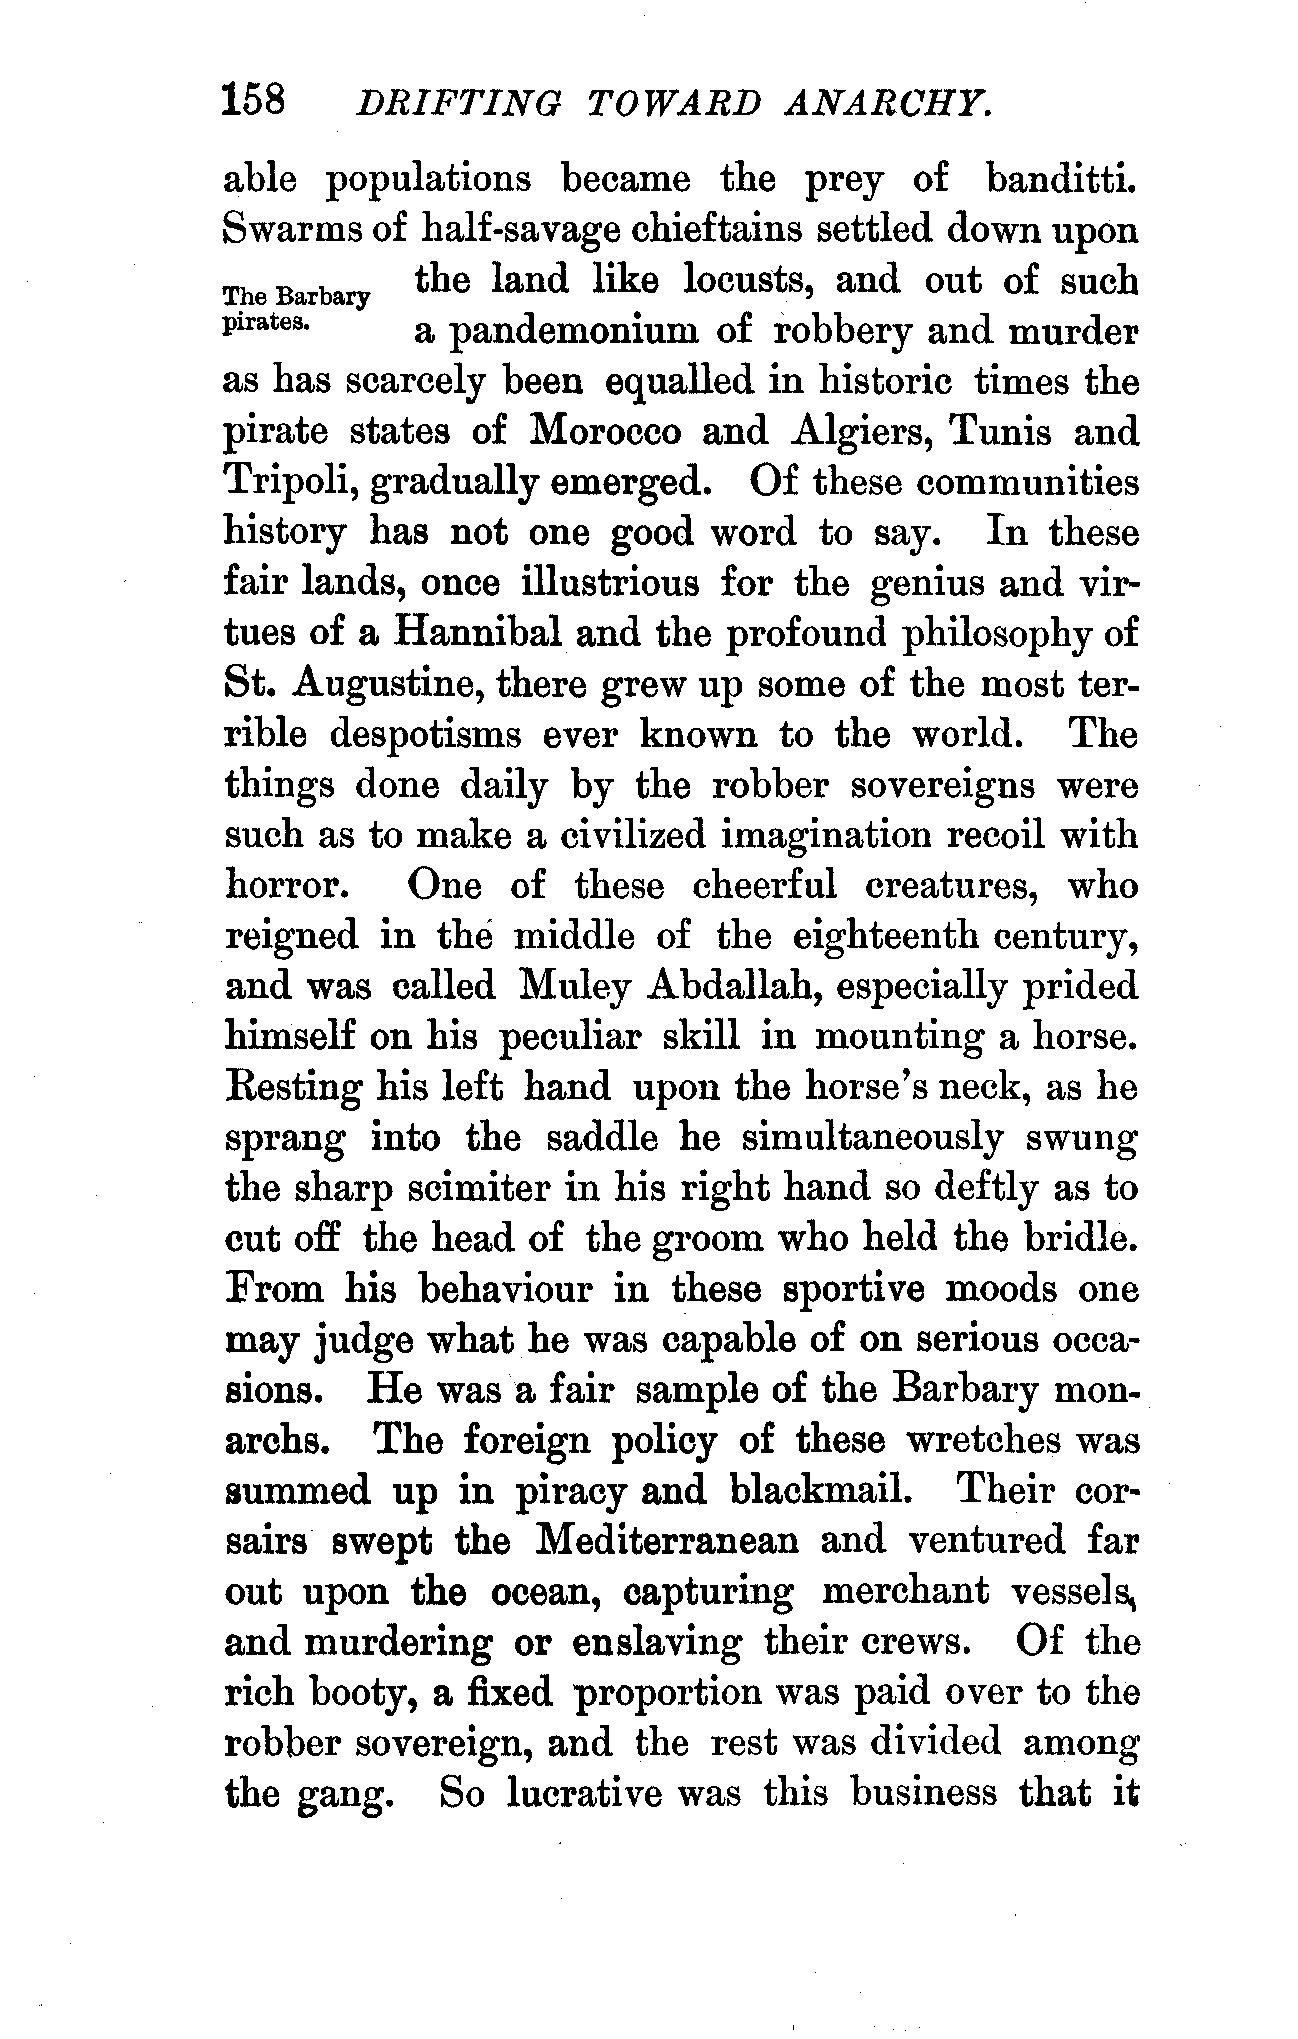 158 DRIFTING TOWARD ANARCHY.
able populations became the prey of banditti.
Swarms of half-savage chieftains settled down upon
The Barbary
pirates.
the land like locusts, and out of such
a pandemonium of robbery and murder
as has scarcely been equalled in historic times the
pirate states of Morocco and Algiers, Tunis and
Tripoli, gradually emerged. Of these communities
history has not one good word to say. In these
fair lands, once illustrious for the genius and vir-
tues of a Hannibal and the profound philosophy of
St. Augustine, there grew up some of the most ter-
rible despotisms ever known to the world. The
things done daily by the robber sovereigns were
such as to make a civilized imagination recoil with
horror. One of these cheerful creatures, who
reigned in the middle of the eighteenth century,
and was called Muley Abdallah, especially prided
himself on his peculiar skill in mounting a horse.
Resting his left hand upon the horse's neck, as he
sprang into the saddle he simultaneously swung
the sharp scimiter in his right hand so deftly as to
cut off the head of the groom who held the bridle.
From his behaviour in these sportive moods one
may judge what he was capable of on serious occa-
sions. He was a fair sample of the Barbary mon-
archs. The foreign policy of these wretches was
summed up in piracy and blackmail. Their cor-
sairs swept the Mediterranean and ventured far
out upon the ocean, capturing merchant vessels,
and murdering or enslaving their crews. Of the
rich booty, a fixed proportion was paid over to the
robber sovereign, and the rest was divided among
the gang. So lucrative was this business that it